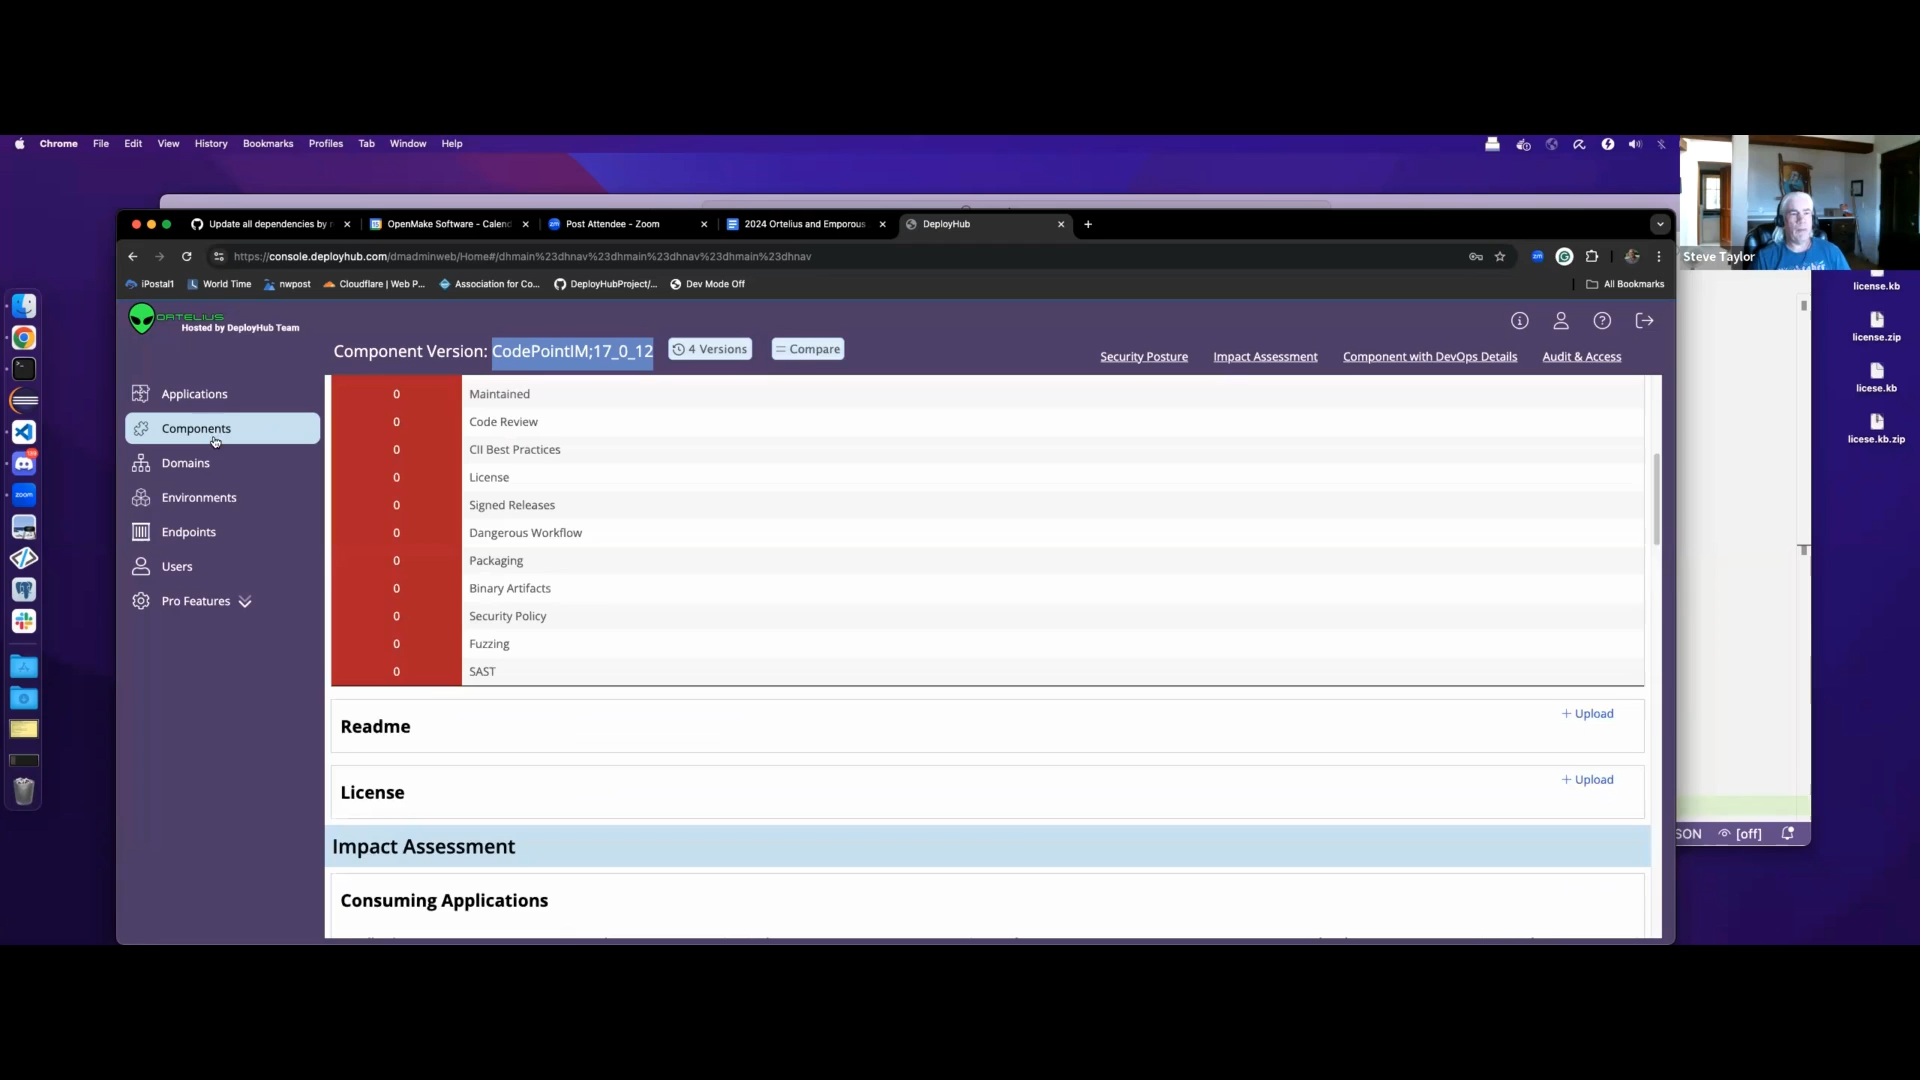 Chrome File Edit View History Bookmarks Profiles Tab Window Help
Update all dependencies by r
OpenMake Software - Calend
Post Attendee - Zoom
2024 Ortelius and Emporous
DeployHub
https://console.deployhub.com/dmadminweb/Home#/dhmain%23dhnav%23dhmain%23dhnav%23dhmain%23dhnav
iPostal1 World Time nwpost Cloudflare | Web P... Association for Co... DeployHubProject/... Dev Mode Off All Bookmarks
Steve Taylor
license.kb
license.zip
licese.kb
licese.kb.zip
ORTELIUS
Hosted by DeployHub Team
Component Version: CodePointIM;17_0_12 4 Versions Compare
Security Posture Impact Assessment Component with DevOps Details Audit & Access
Applications
Components
Domains
Environments
Endpoints
Users
Pro Features
0 Maintained
0 Code Review
0 CII Best Practices
0 License
0 Signed Releases
0 Dangerous Workflow
0 Packaging
0 Binary Artifacts
0 Security Policy
0 Fuzzing
0 SAST
Readme + Upload
License + Upload
Impact Assessment
Consuming Applications
SON [off]
zoom